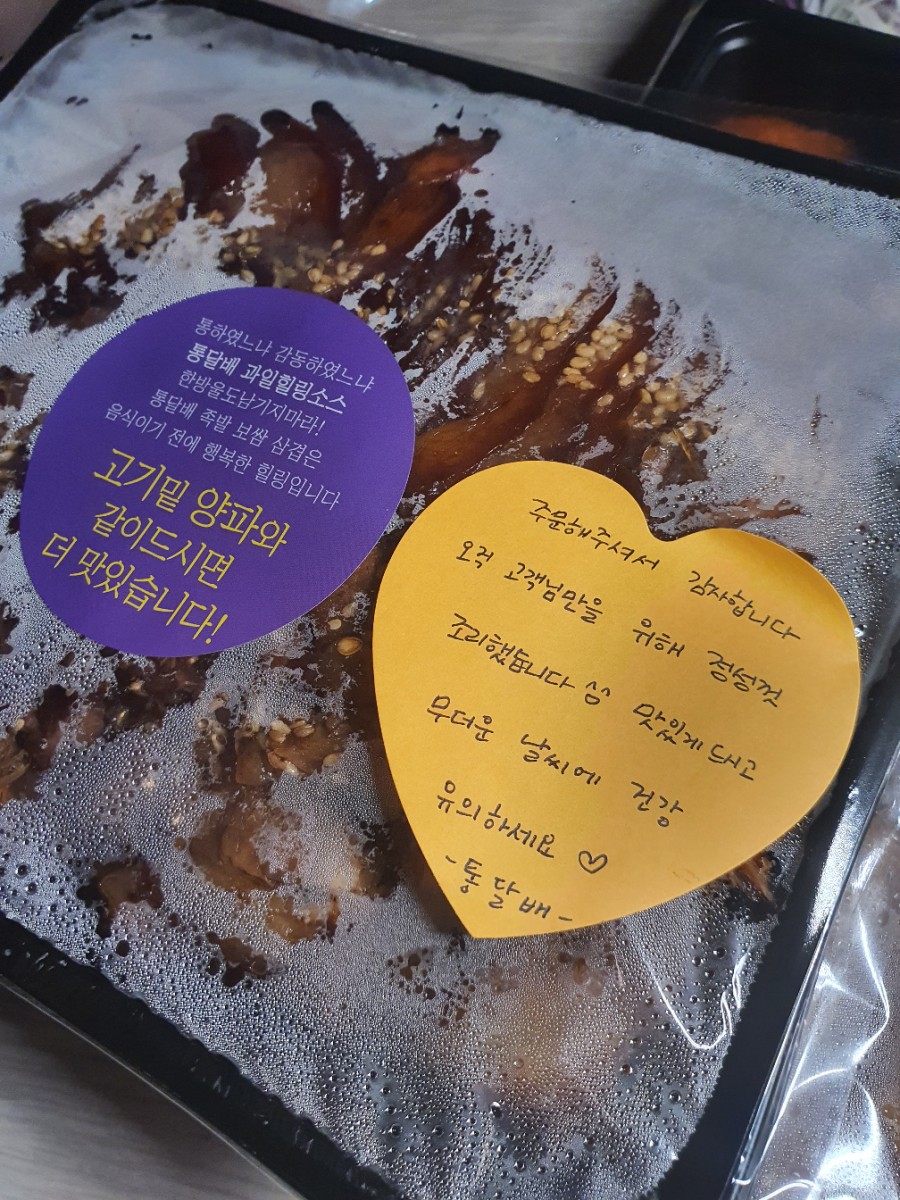 통하였느냐 감동하였느냐
통달배 과일힐링소스
한방울도남기지마라!
통달배 족발 보쌈 삼겹은
음식이기 전에 행복한 힐링입니다
고기밑 양파와
같이드시면
더 맛있습니다!
주문해주셔서 감사합니다
오직 고객님만을 위해 정성껏
조리했습니다 ^^ 맛있게 드시고
무더운 날씨에 건강
유의하세요 ♡
-통달배-